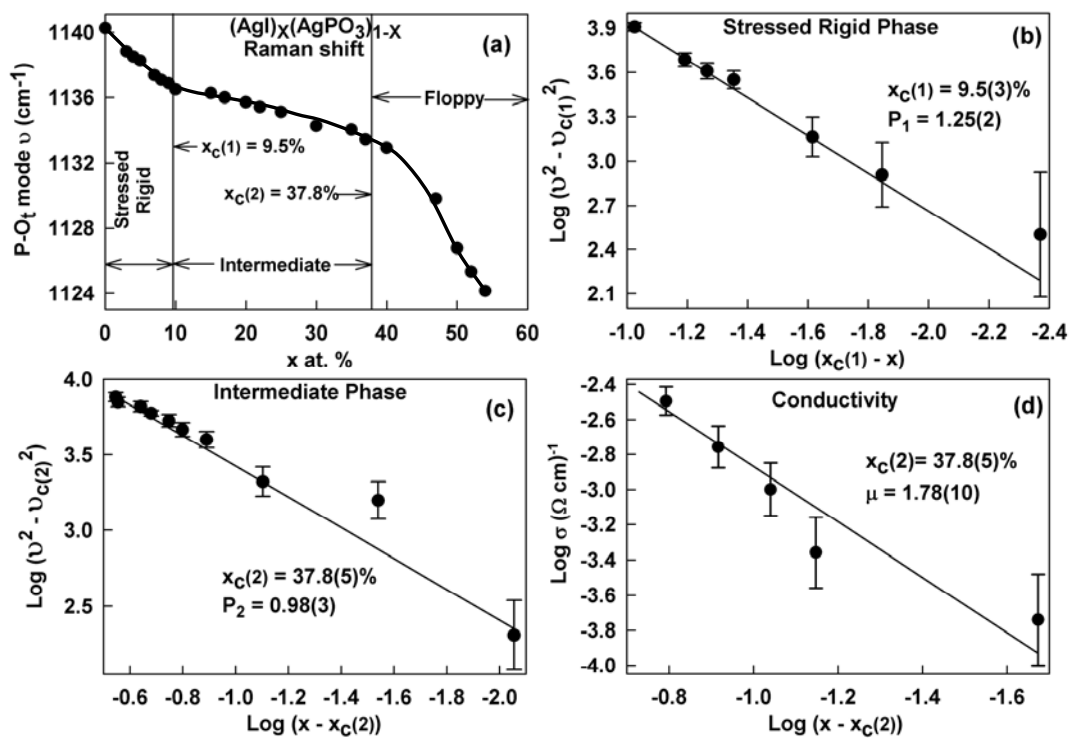 (AgI)X(AgPO3)1-X
Raman shift
(a)
Floppy
xC(1) = 9.5%
xC(2) = 37.8%
Stressed
Rigid
Intermediate
P-Ot mode υ (cm-1)
1140
1136
1132
1128
1124
0
10
20
30
40
50
60
x at. %
Stressed Rigid Phase
(b)
xC(1) = 9.5(3)%
P1 = 1.25(2)
Log (υ2 - υC(1)2)
3.9
3.6
3.3
3.0
2.7
2.4
2.1
-1.0
-1.2
-1.4
-1.6
-1.8
-2.0
-2.2
-2.4
Log (xC(1) - x)
Intermediate Phase
(c)
xC(2) = 37.8(5)%
P2 = 0.98(3)
Log (υ2 - υC(2)2)
4.0
3.5
3.0
2.5
-0.6
-0.8
-1.0
-1.2
-1.4
-1.6
-1.8
-2.0
Log (x - xC(2))
Conductivity
(d)
xC(2)= 37.8(5)%
μ = 1.78(10)
Log σ (Ω cm)-1
-2.4
-2.6
-2.8
-3.0
-3.2
-3.4
-3.6
-3.8
-4.0
-0.8
-1.0
-1.2
-1.4
-1.6
Log (x - xC(2))